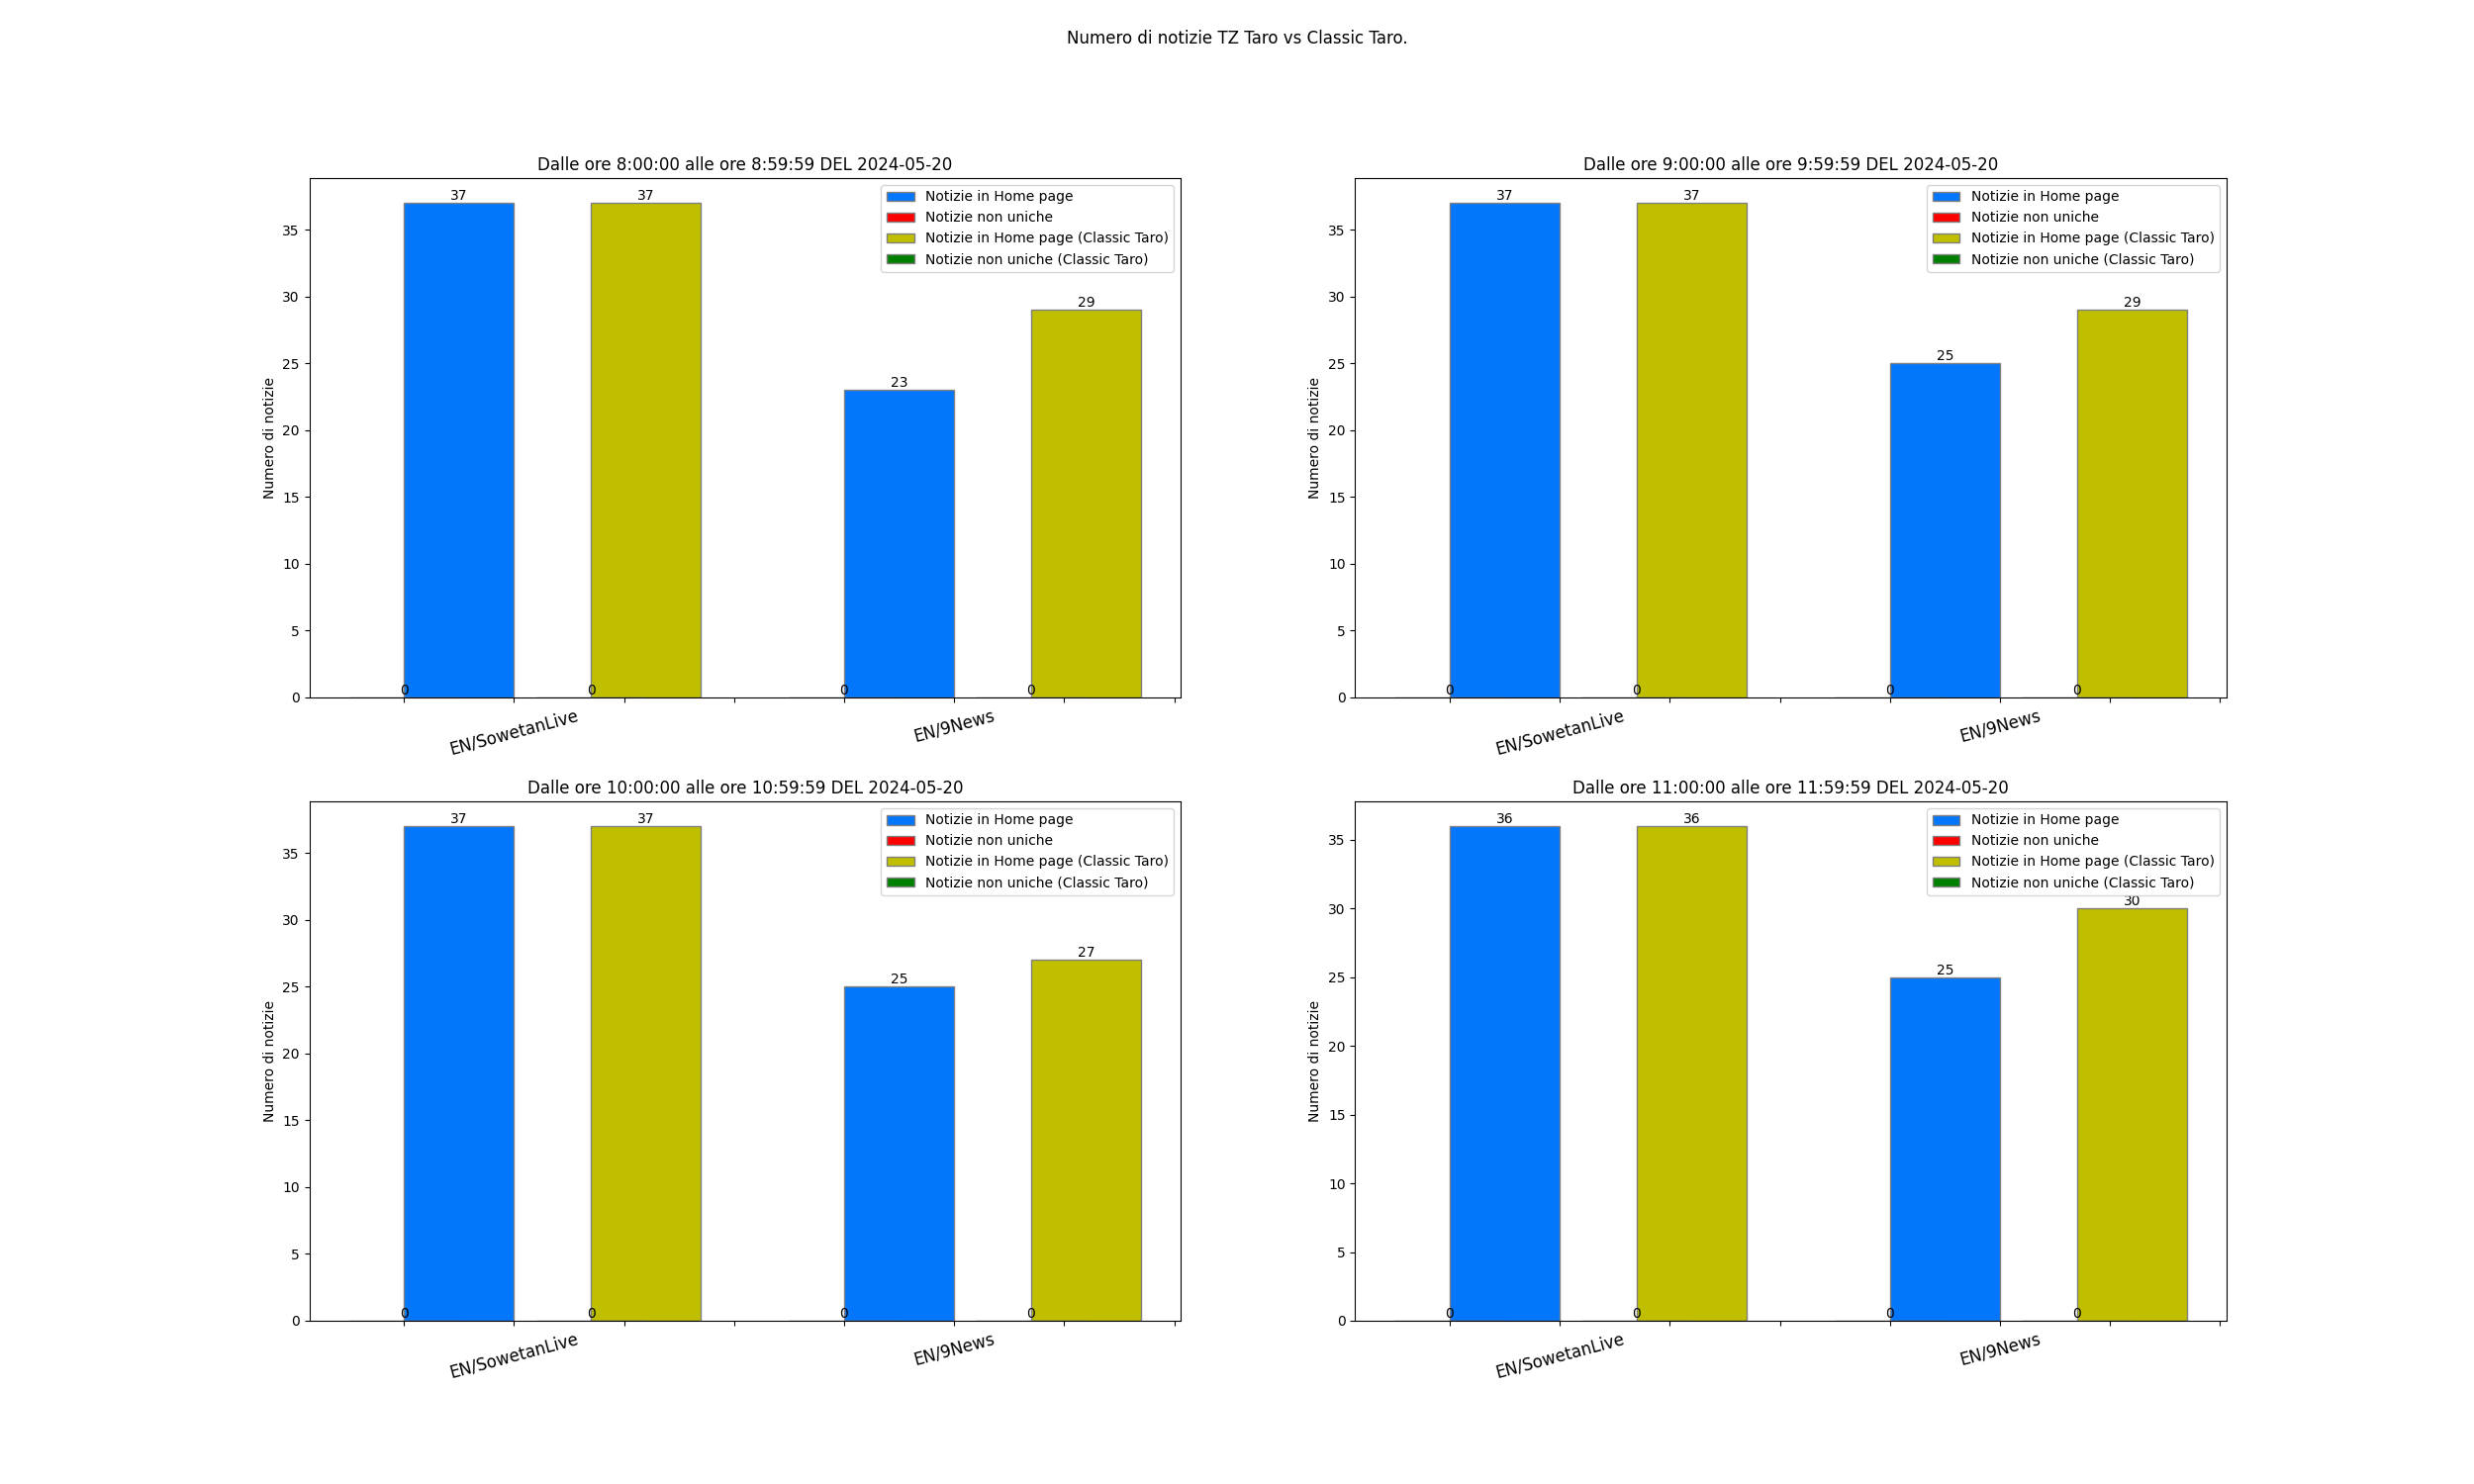 Numero di notizie TZ Taro vs Classic Taro.
Dalle ore 8:00:00 alle ore 8:59:59 DEL 2024-05-20
Numero di notizie
35
30
25
20
15
10
5
0
37
37
23
29
0
0
0
0
Notizie in Home page
Notizie non uniche
Notizie in Home page (Classic Taro)
Notizie non uniche (Classic Taro)
EN/SowetanLive
EN/9News
Dalle ore 9:00:00 alle ore 9:59:59 DEL 2024-05-20
Numero di notizie
35
30
25
20
15
10
5
0
37
37
25
29
0
0
0
0
Notizie in Home page
Notizie non uniche
Notizie in Home page (Classic Taro)
Notizie non uniche (Classic Taro)
EN/SowetanLive
EN/9News
Dalle ore 10:00:00 alle ore 10:59:59 DEL 2024-05-20
Numero di notizie
35
30
25
20
15
10
5
0
37
37
25
27
0
0
0
0
Notizie in Home page
Notizie non uniche
Notizie in Home page (Classic Taro)
Notizie non uniche (Classic Taro)
EN/SowetanLive
EN/9News
Dalle ore 11:00:00 alle ore 11:59:59 DEL 2024-05-20
Numero di notizie
35
30
25
20
15
10
5
0
36
36
25
30
0
0
0
0
Notizie in Home page
Notizie non uniche
Notizie in Home page (Classic Taro)
Notizie non uniche (Classic Taro)
EN/SowetanLive
EN/9News